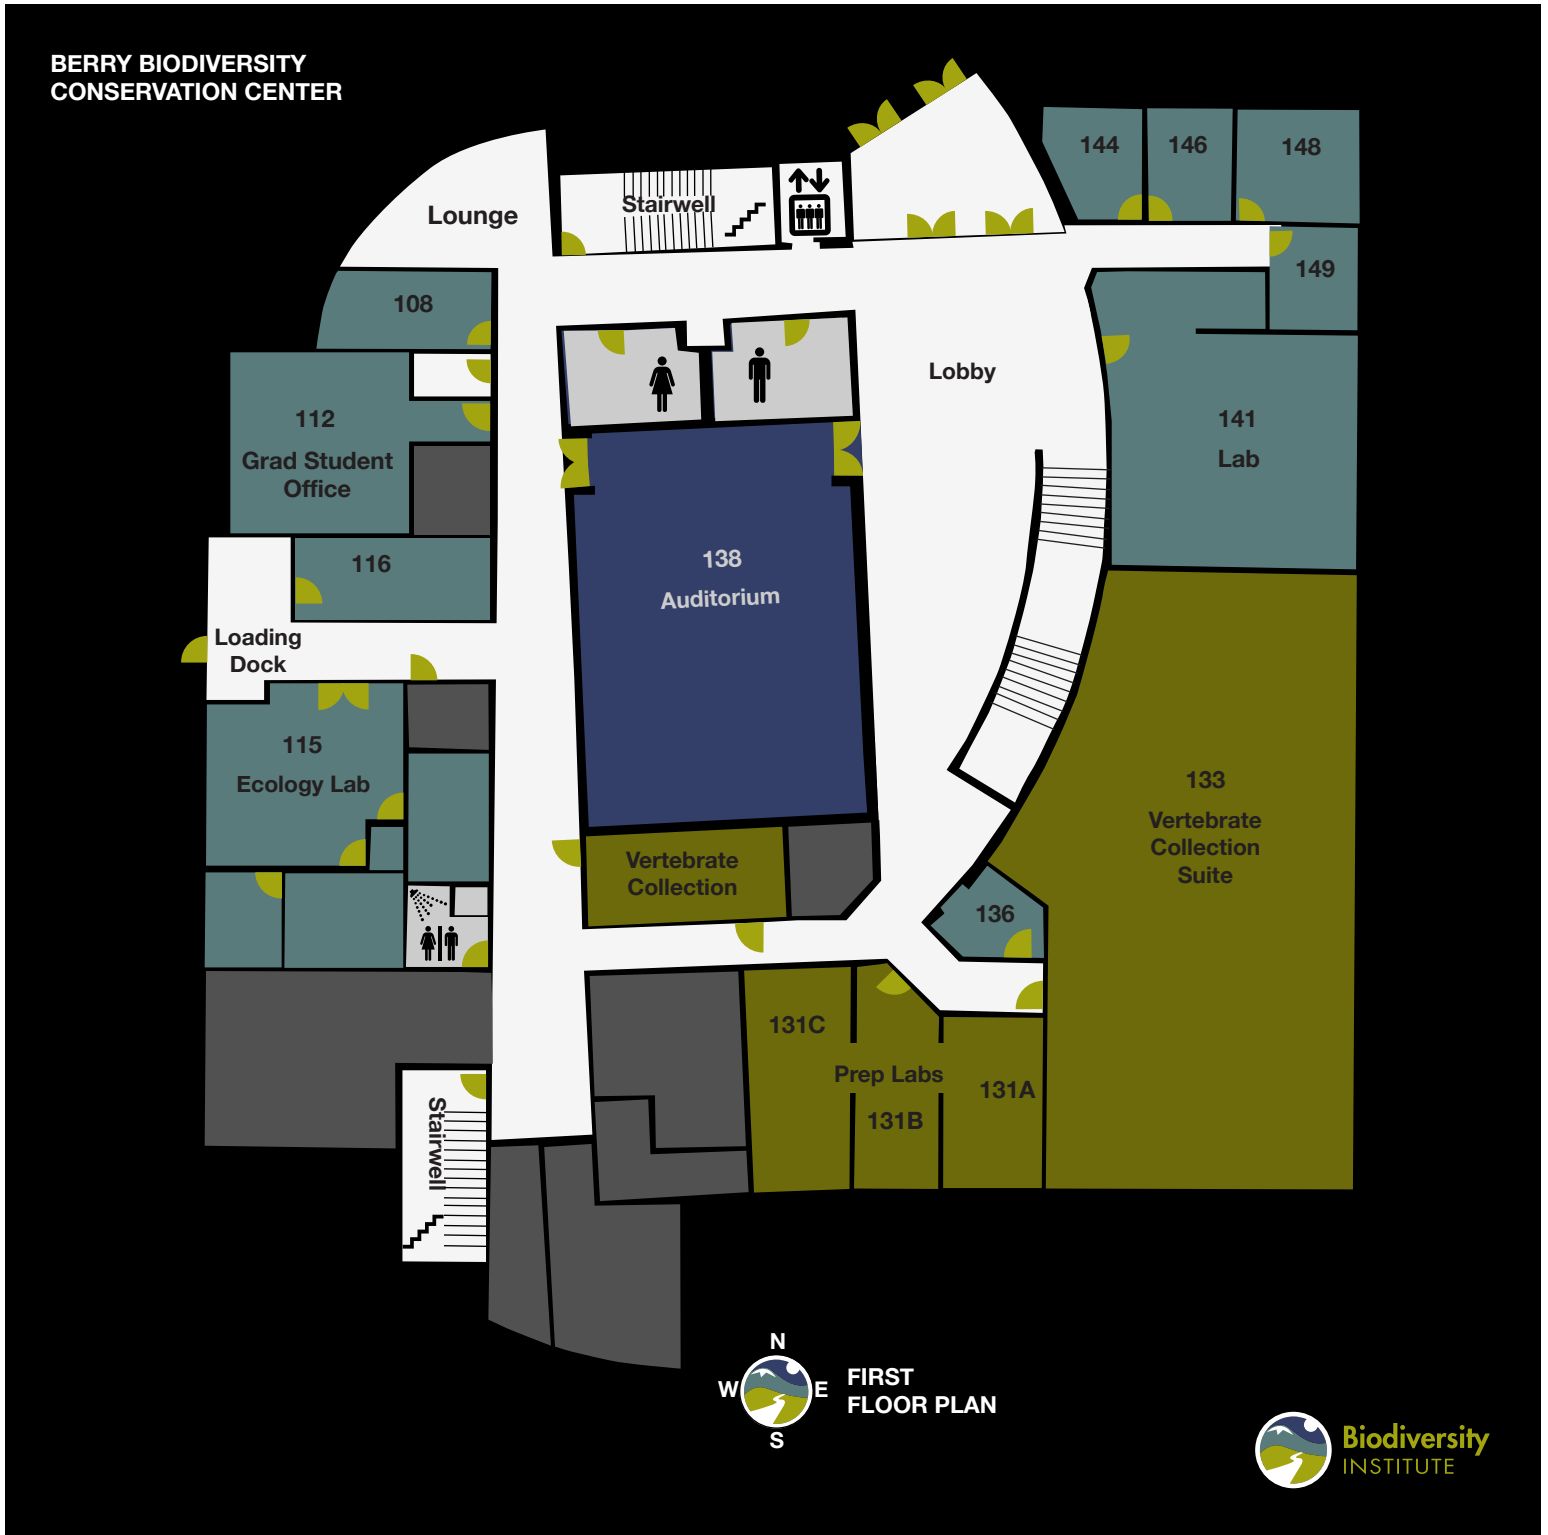 BERRY BIODIVERSITY
CONSERVATION CENTER
144
146
148
Lounge
Stairwell
149
108
Lobby
112
Grad Student
Office
141
Lab
138
Auditorium
116
Loading
Dock
115
Ecology Lab
133
Vertebrate
Collection
Suite
Vertebrate
Collection
136
131C
Prep Labs
131A
131B
Stairwell
N
W
E
S
FIRST
FLOOR PLAN
Biodiversity
INSTITUTE